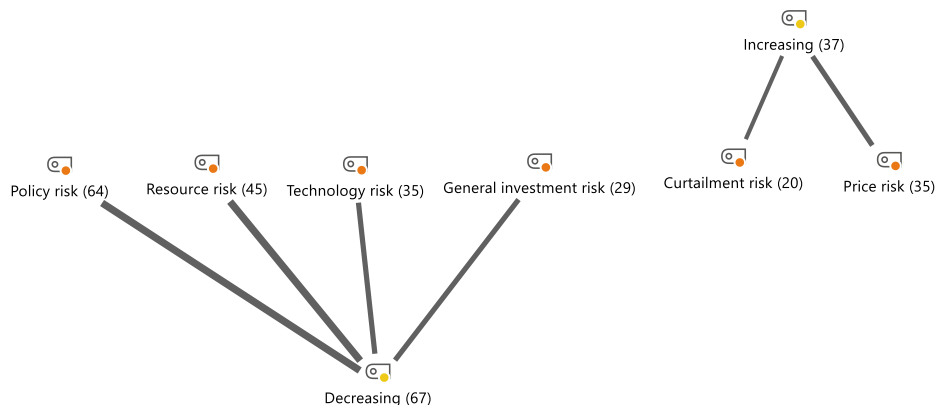 Increasing (37)
Policy risk (64)
Resource risk (45)
Technology risk (35)
General investment risk (29)
Curtailment risk (20)
Price risk (35)
Decreasing (67)